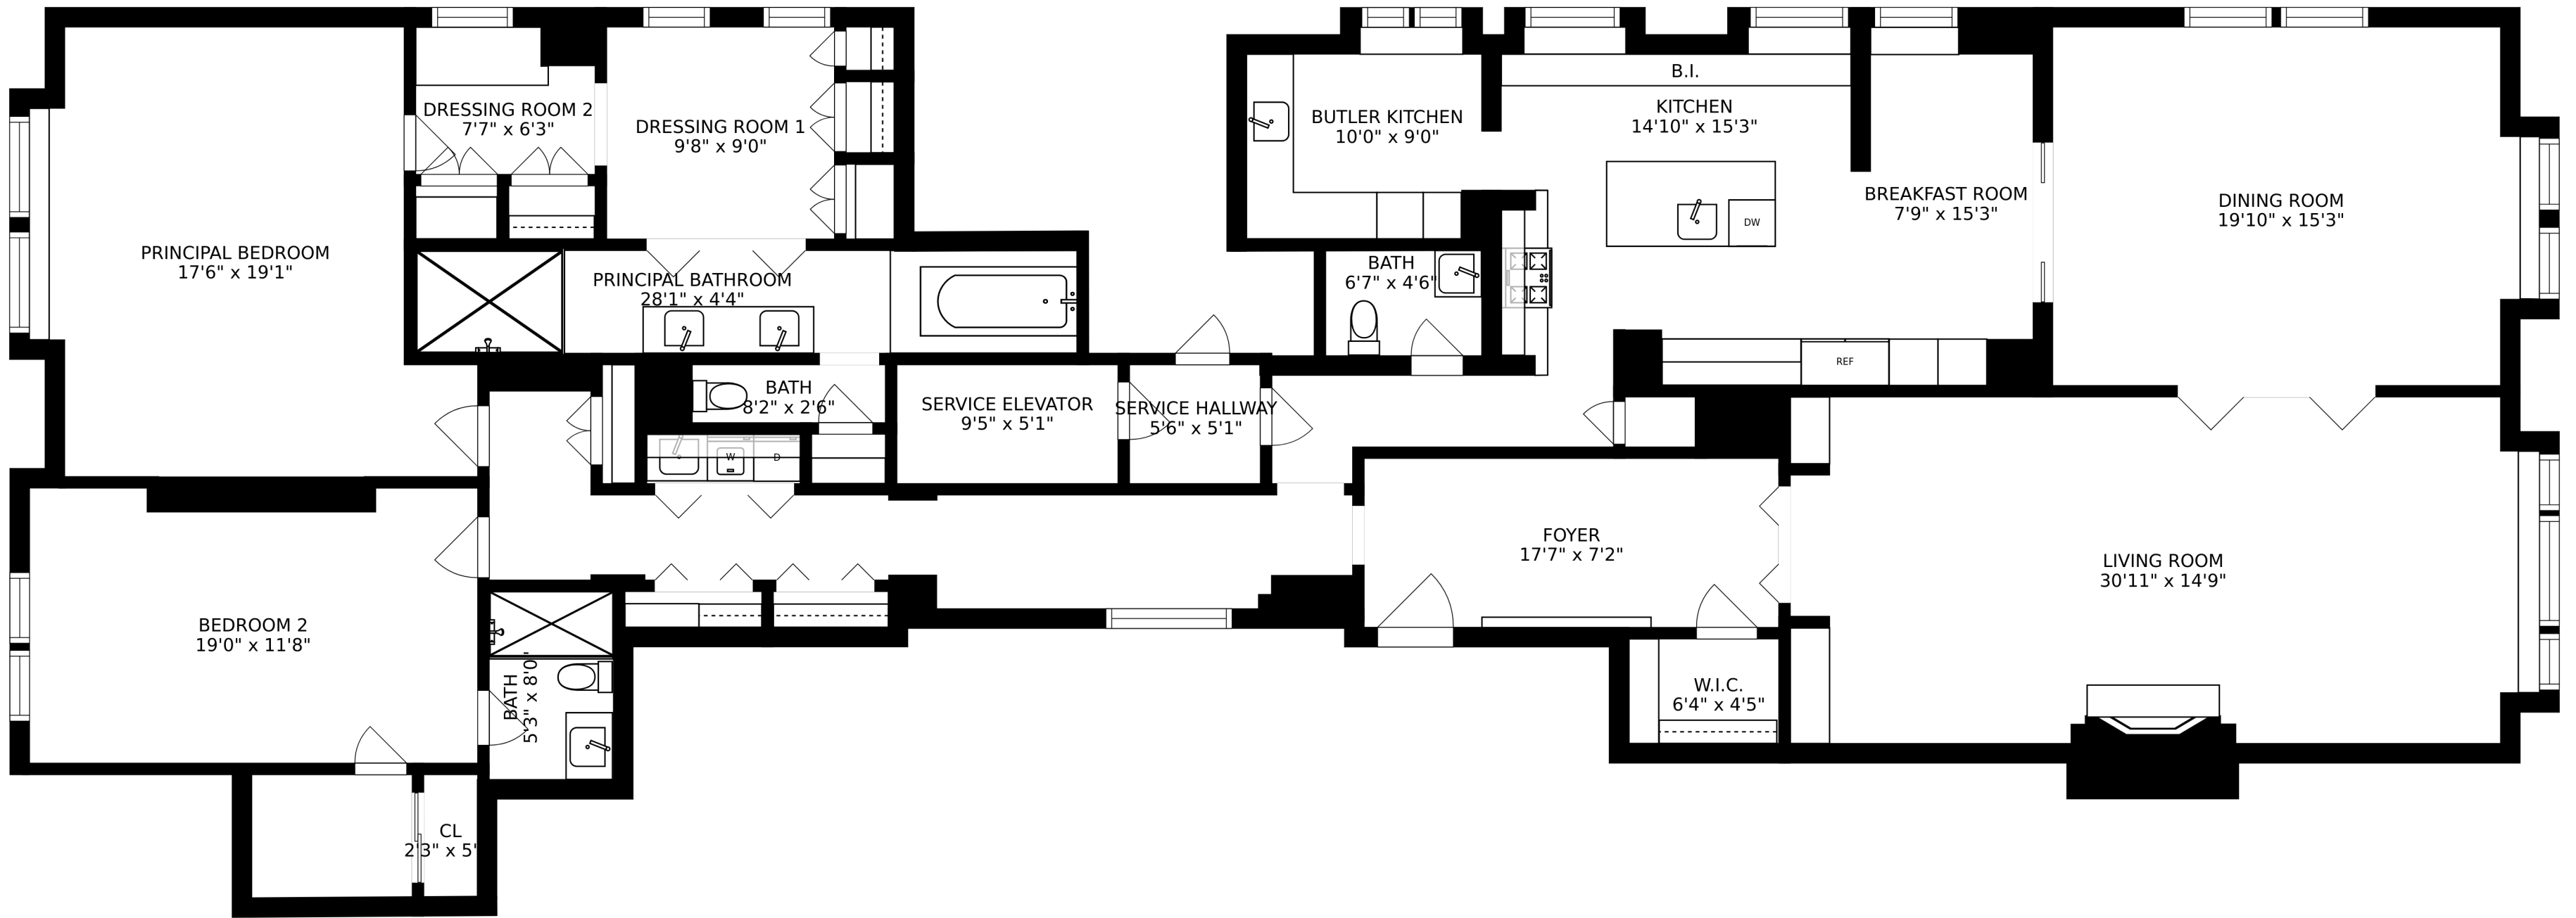 B.I.
DRESSING ROOM 2
7'7" x 6'3"
DRESSING ROOM 1
9'8" x 9'0"
BUTLER KITCHEN
10'0" x 9'0"
KITCHEN
14'10" x 15'3"
BREAKFAST ROOM
7'9" x 15'3"
DINING ROOM
19'10" x 15'3"
DW
PRINCIPAL BEDROOM
17'6" x 19'1"
PRINCIPAL BATHROOM
28'1" x 4'4"
BATH
6'7" x 4'6"
REF
BATH
8'2" x 2'6"
SERVICE ELEVATOR
9'5" x 5'1"
SERVICE HALLWAY
5'6" x 5'1"
W
D
FOYER
17'7" x 7'2"
LIVING ROOM
30'11" x 14'9"
BEDROOM 2
19'0" x 11'8"
BATH
5'3" x 8'0"
W.I.C.
6'4" x 4'5"
CL
2'3" x 5'